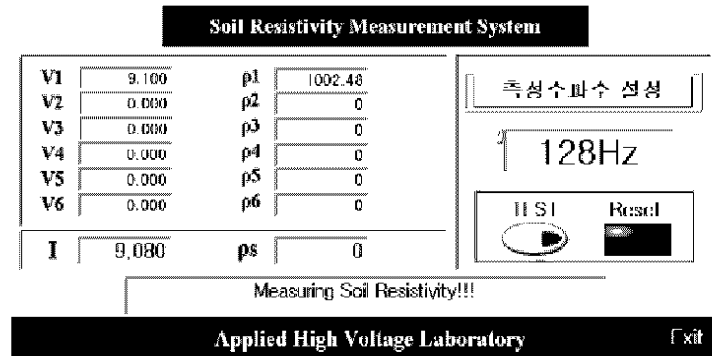 Soil Resistivity Measurement System
V1 9.100 ρ1 1002.48
V2 0.000 ρ2 0
V3 0.000 ρ3 0
V4 0.000 ρ4 0
V5 0.000 ρ5 0
V6 0.000 ρ6 0
I 9,080 ρs 0
측정주파수 설정
128Hz
TEST Reset
Measuring Soil Resistivity!!!
Applied High Voltage Laboratory Exit